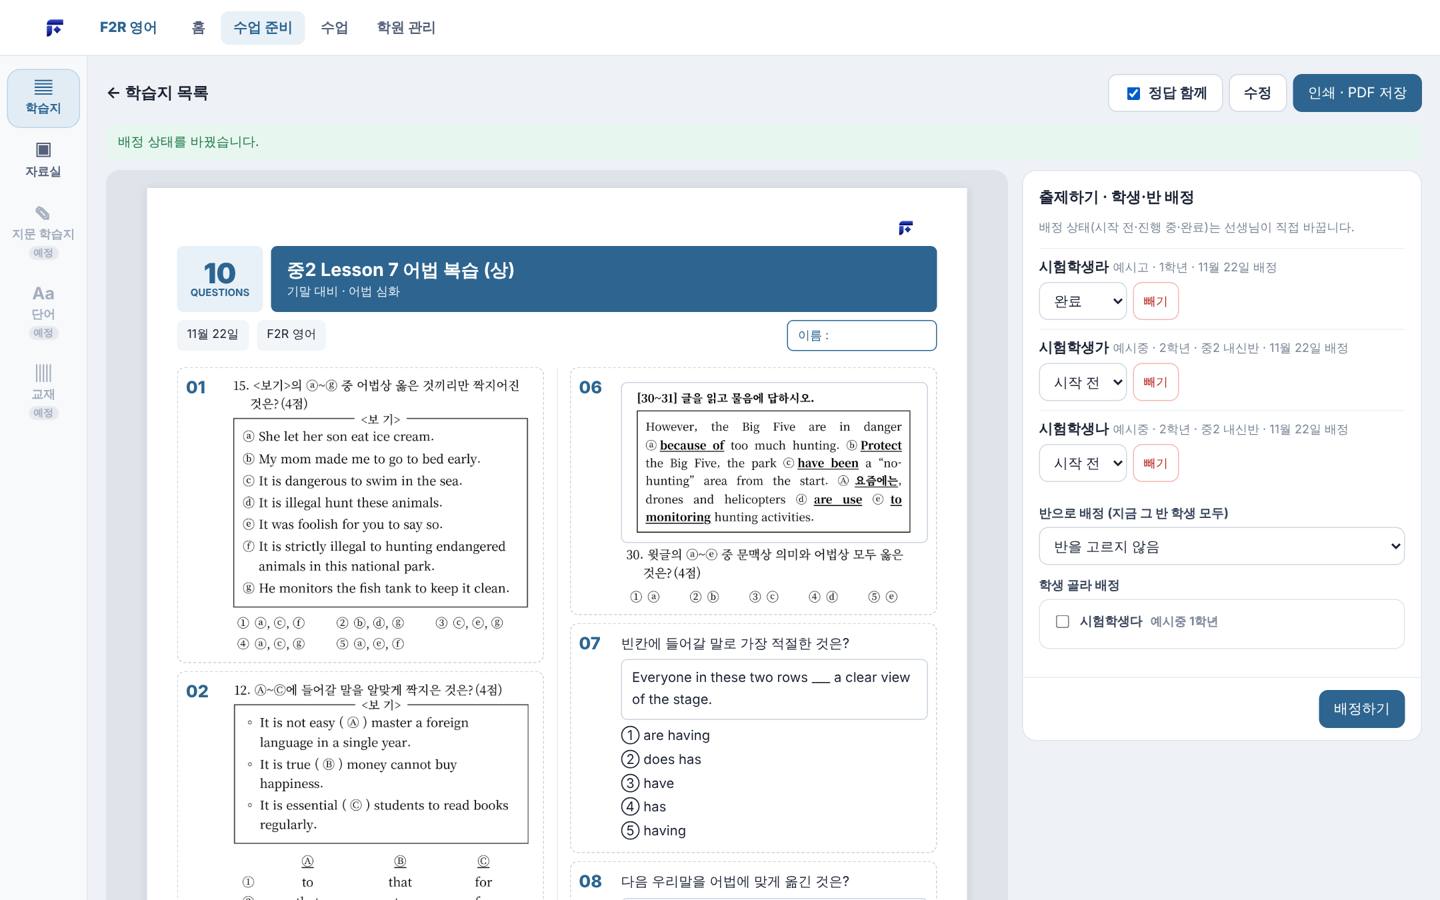 F2R 영어
홈
수업 준비
수업
학원 관리
학습지
자료실
지문 학습지
예정
Aa
단어
예정
교재
예정
← 학습지 목록
정답 함께
수정
인쇄 · PDF 저장
배정 상태를 바꿨습니다.
10
QUESTIONS
중2 Lesson 7 어법 복습 (상)
기말 대비 · 어법 심화
11월 22일
F2R 영어
이름 :
01
15. <보기>의 ⓐ~ⓖ 중 어법상 옳은 것끼리만 짝지어진
것은? (4점)
<보 기>
ⓐ She let her son eat ice cream.
ⓑ My mom made me to go to bed early.
ⓒ It is dangerous to swim in the sea.
ⓓ It is illegal hunt these animals.
ⓔ It was foolish for you to say so.
ⓕ It is strictly illegal to hunting endangered
animals in this national park.
ⓖ He monitors the fish tank to keep it clean.
① ⓐ, ⓒ, ⓕ ② ⓑ, ⓓ, ⓖ ③ ⓒ, ⓔ, ⓖ
④ ⓐ, ⓒ, ⓖ ⑤ ⓐ, ⓔ, ⓕ
02
12. Ⓐ~Ⓒ에 들어갈 말을 알맞게 짝지은 것은? (4점)
<보 기>
◦ It is not easy ( Ⓐ ) master a foreign
language in a single year.
◦ It is true ( Ⓑ ) money cannot buy
happiness.
◦ It is essential ( Ⓒ ) students to read books
regularly.
Ⓐ Ⓑ Ⓒ
① to that for
06
[30~31] 글을 읽고 물음에 답하시오.
However, the Big Five are in danger
ⓐ because of too much hunting. ⓑ Protect
the Big Five, the park ⓒ have been a “no-
hunting” area from the start. Ⓐ 요즘에는,
drones and helicopters ⓓ are use ⓔ to
monitoring hunting activities.
30. 윗글의 ⓐ~ⓔ 중 문맥상 의미와 어법상 모두 옳은
것은? (4점)
① ⓐ ② ⓑ ③ ⓒ ④ ⓓ ⑤ ⓔ
07
빈칸에 들어갈 말로 가장 적절한 것은?
Everyone in these two rows ___ a clear view
of the stage.
① are having
② does has
③ have
④ has
⑤ having
08
다음 우리말을 어법에 맞게 옮긴 것은?
출제하기 · 학생·반 배정
배정 상태(시작 전·진행 중·완료)는 선생님이 직접 바꿉니다.
시험학생라 예시고 · 1학년 · 11월 22일 배정
완료
빼기
시험학생가 예시중 · 2학년 · 중2 내신반 · 11월 22일 배정
시작 전
빼기
시험학생나 예시중 · 2학년 · 중2 내신반 · 11월 22일 배정
시작 전
빼기
반으로 배정 (지금 그 반 학생 모두)
반을 고르지 않음
학생 골라 배정
시험학생다 예시중 1학년
배정하기